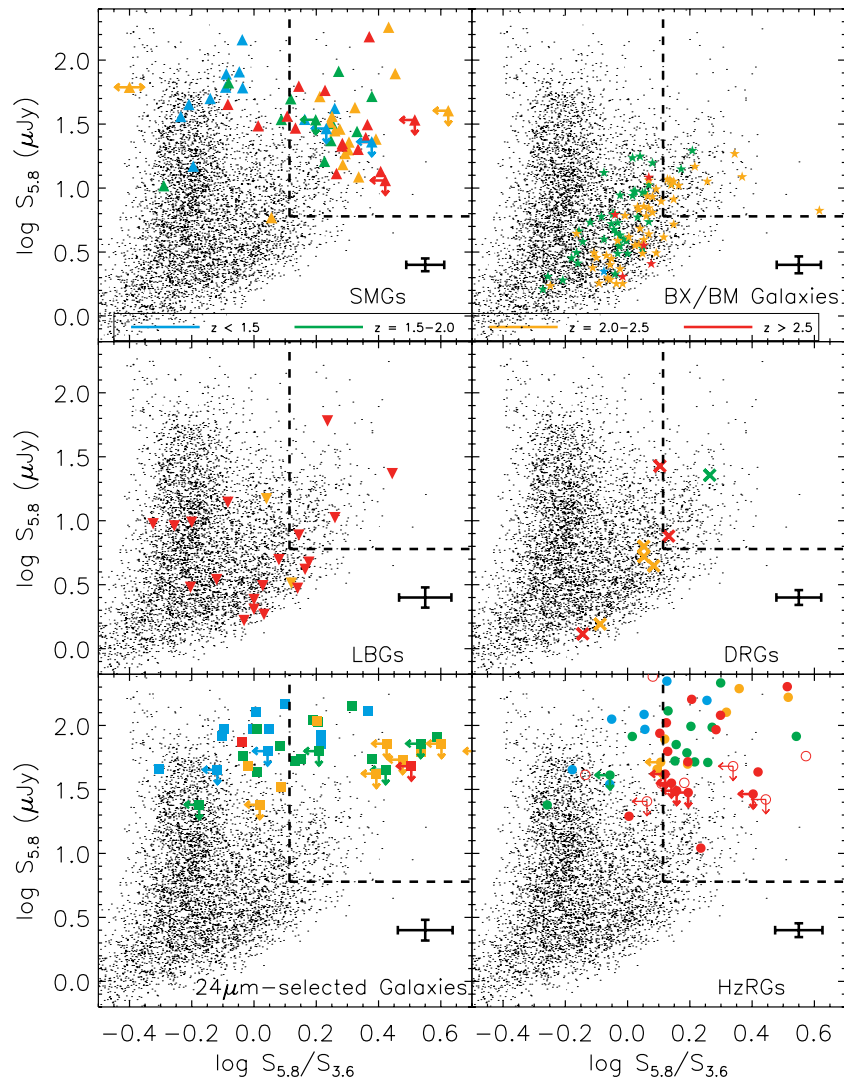 2.0
1.5
1.0
0.5
0.0
log S5.8 (μJy)
SMGs
BX/BM Galaxies
z < 1.5
z = 1.5−2.0
z = 2.0−2.5
z > 2.5
2.0
1.5
1.0
0.5
0.0
log S5.8 (μJy)
LBGs
DRGs
2.0
1.5
1.0
0.5
0.0
log S5.8 (μJy)
24μm−selected Galaxies
HzRGs
−0.4 −0.2 0.0 0.2 0.4 −0.4 −0.2 0.0 0.2 0.4
log S5.8/S3.6 log S5.8/S3.6